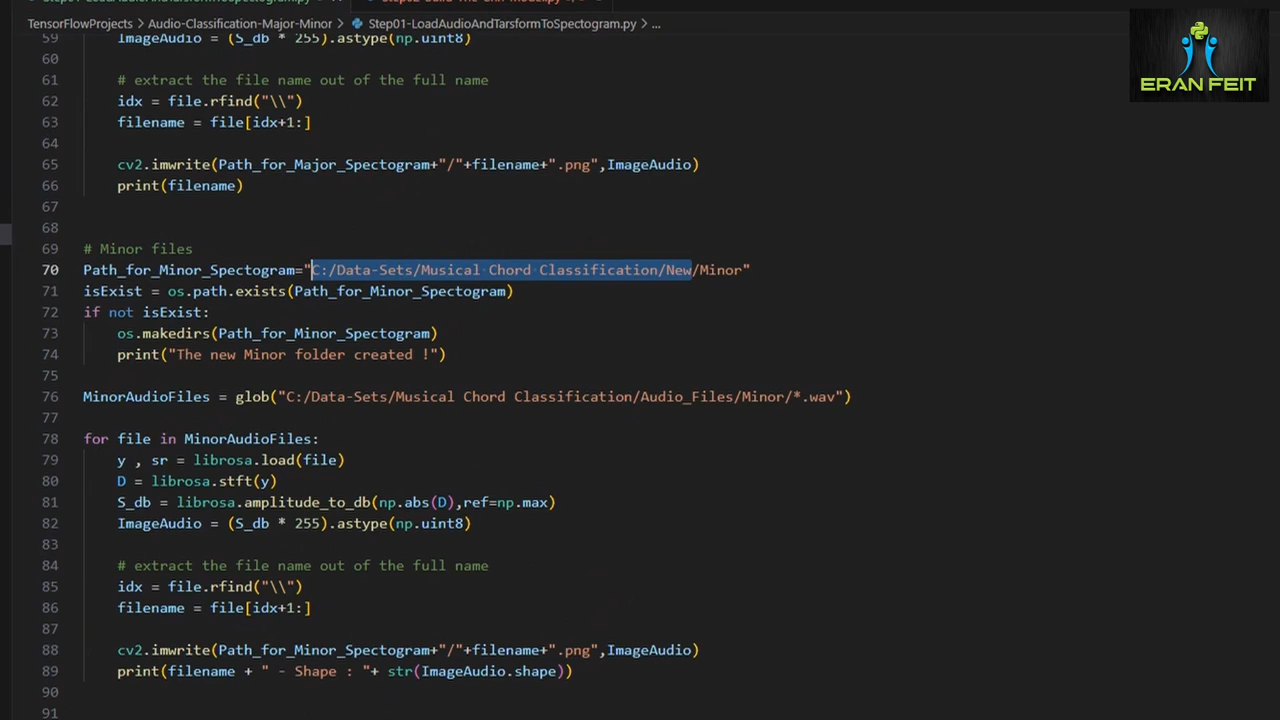 TensorFlowProjects > Audio-Classification-Major-Minor > Step01-LoadAudioAndTarsformToSpectogram.py > ...
ERAN FEIT
59 ImageAudio = (S_db * 255).astype(np.uint8)
60
61 # extract the file name out of the full name
62 idx = file.rfind("\\")
63 filename = file[idx+1:]
64
65 cv2.imwrite(Path_for_Major_Spectogram+"/"+filename+".png",ImageAudio)
66 print(filename)
67
68
69 # Minor files
70 Path_for_Minor_Spectogram="C:/Data-Sets/Musical Chord Classification/New/Minor"
71 isExist = os.path.exists(Path_for_Minor_Spectogram)
72 if not isExist:
73 os.makedirs(Path_for_Minor_Spectogram)
74 print("The new Minor folder created !")
75
76 MinorAudioFiles = glob("C:/Data-Sets/Musical Chord Classification/Audio_Files/Minor/*.wav")
77
78 for file in MinorAudioFiles:
79 y , sr = librosa.load(file)
80 D = librosa.stft(y)
81 S_db = librosa.amplitude_to_db(np.abs(D),ref=np.max)
82 ImageAudio = (S_db * 255).astype(np.uint8)
83
84 # extract the file name out of the full name
85 idx = file.rfind("\\")
86 filename = file[idx+1:]
87
88 cv2.imwrite(Path_for_Minor_Spectogram+"/"+filename+".png",ImageAudio)
89 print(filename + " - Shape : "+ str(ImageAudio.shape))
90
91